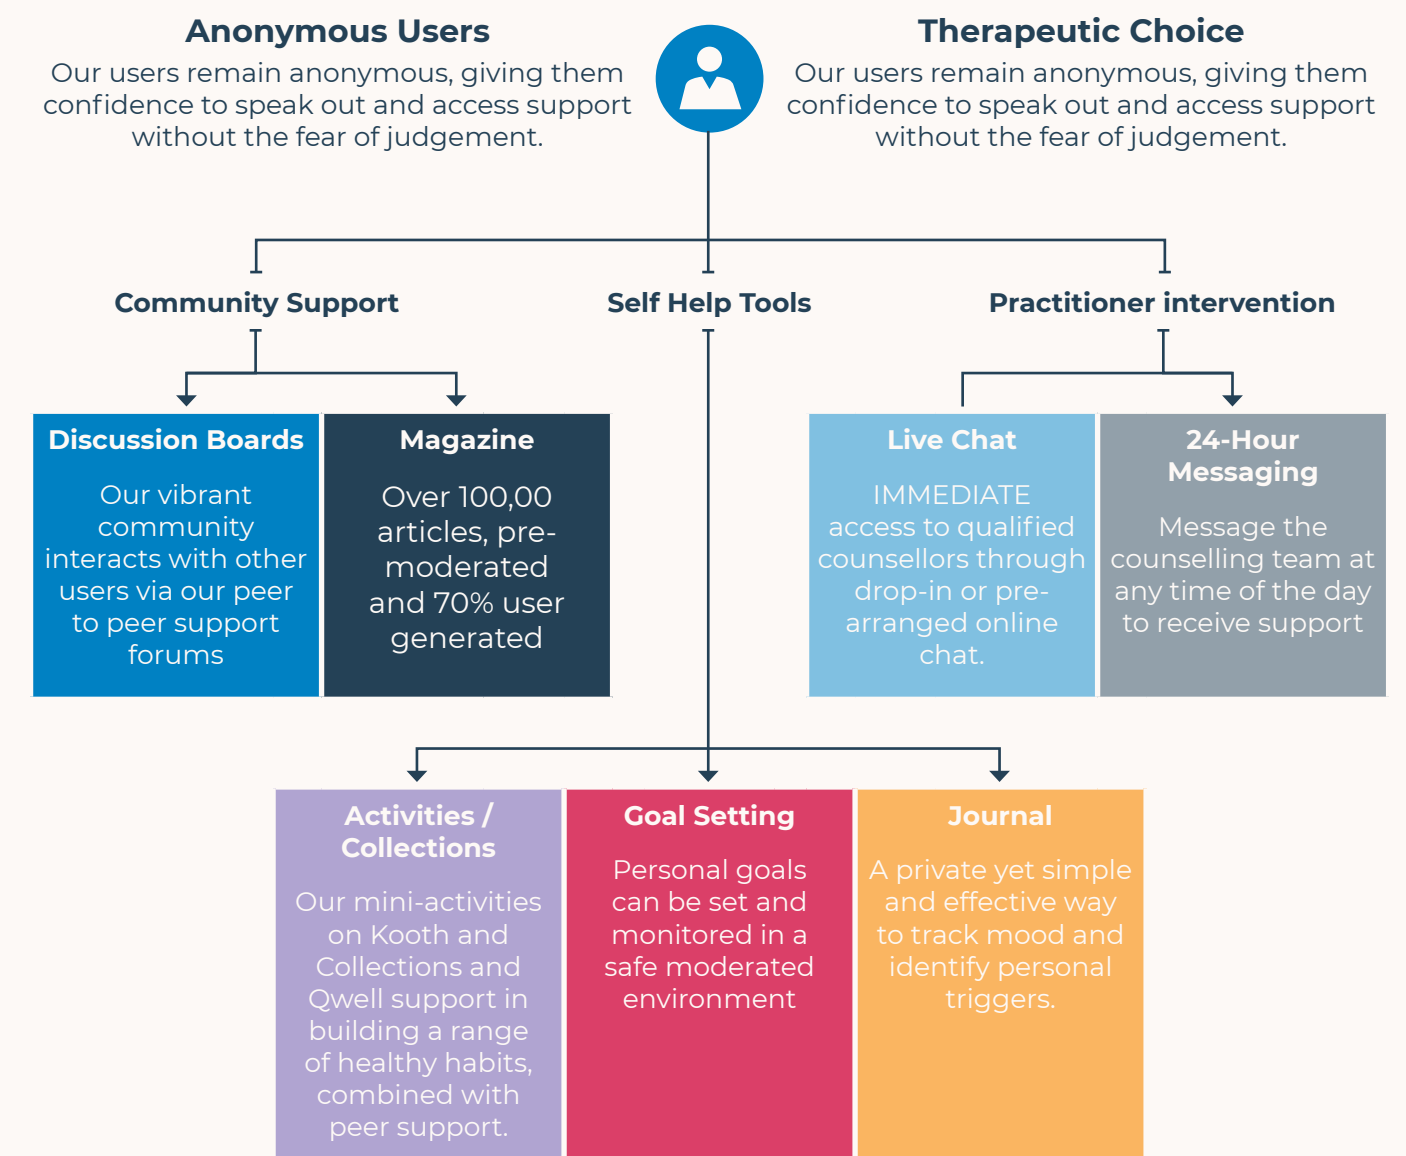 Anonymous Users
Our users remain anonymous, giving them
confidence to speak out and access support
without the fear of judgement.
Therapeutic Choice
Our users remain anonymous, giving them
confidence to speak out and access support
without the fear of judgement.
Community Support
Self Help Tools
Practitioner intervention
Discussion Boards
Our vibrant
community
interacts with other
users via our peer
to peer support
forums
Magazine
Over 100,00
articles, pre-
moderated
and 70% user
generated
Live Chat
IMMEDIATE
access to qualified
counsellors through
drop-in or pre-
arranged online
chat.
24-Hour
Messaging
Message the
counselling team at
any time of the day
to receive support
Activities /
Collections
Our mini-activities
on Kooth and
Collections and
Qwell support in
building a range
of healthy habits,
combined with
peer support.
Goal Setting
Personal goals
can be set and
monitored in a
safe moderated
environment
Journal
A private yet simple
and effective way
to track mood and
identify personal
triggers.